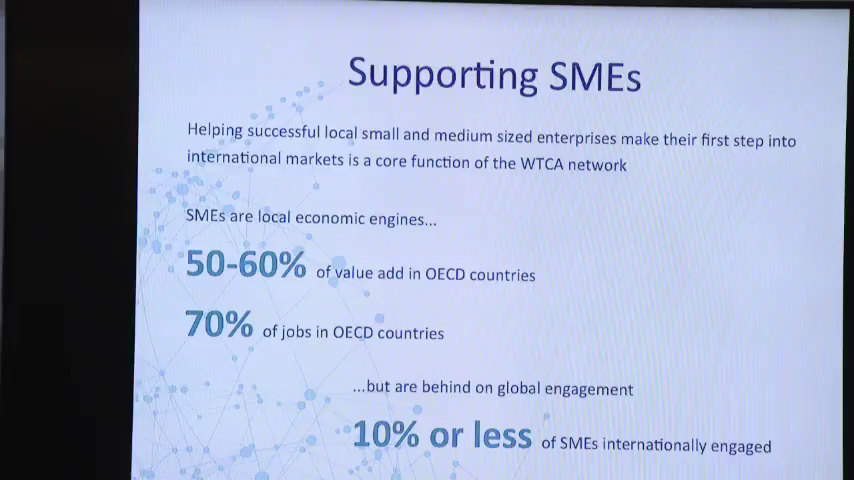 Supporting SMEs
Helping successful local small and medium sized enterprises make their first step into
international markets is a core function of the WTCA network
SMEs are local economic engines...
50-60% of value add in OECD countries
70% of jobs in OECD countries
...but are behind on global engagement
10% or less of SMEs internationally engaged